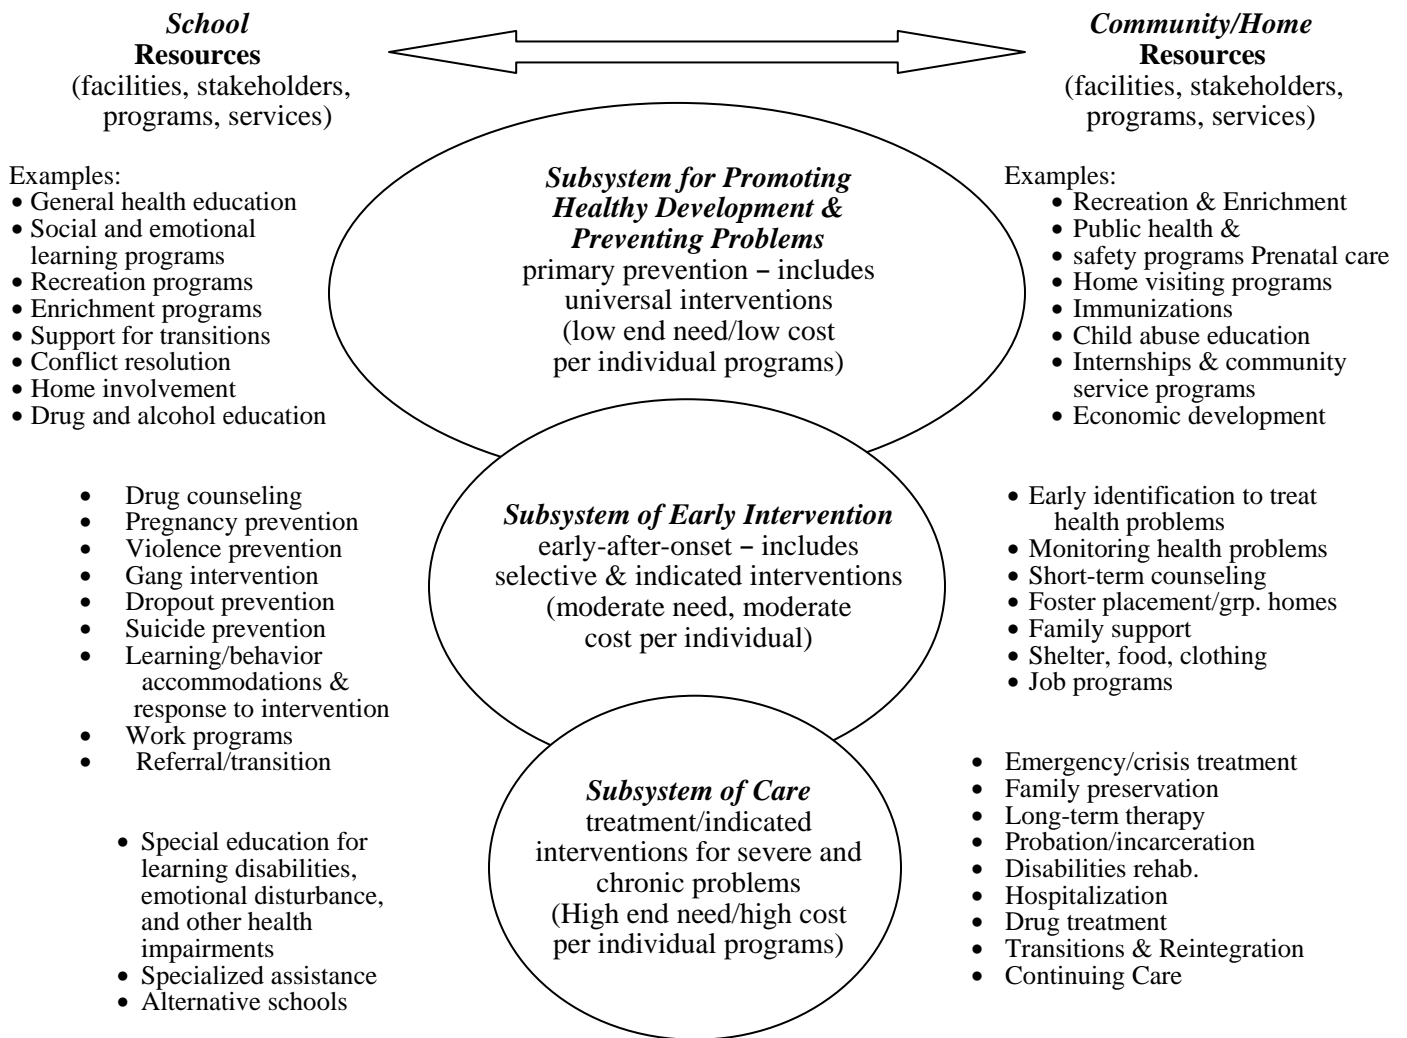 School
Resources
(facilities, stakeholders,
programs, services)
Community/Home
Resources
(facilities, stakeholders,
programs, services)
Examples:
• General health education
• Social and emotional
learning programs
• Recreation programs
• Enrichment programs
• Support for transitions
• Conflict resolution
• Home involvement
• Drug and alcohol education
Subsystem for Promoting
Healthy Development &
Preventing Problems
primary prevention – includes
universal interventions
(low end need/low cost
per individual programs)
Examples:
• Recreation & Enrichment
• Public health &
• safety programs Prenatal care
• Home visiting programs
• Immunizations
• Child abuse education
• Internships & community
service programs
• Economic development
• Drug counseling
• Pregnancy prevention
• Violence prevention
• Gang intervention
• Dropout prevention
• Suicide prevention
• Learning/behavior
accommodations &
response to intervention
• Work programs
• Referral/transition
Subsystem of Early Intervention
early-after-onset – includes
selective & indicated interventions
(moderate need, moderate
cost per individual)
• Early identification to treat
health problems
• Monitoring health problems
• Short-term counseling
• Foster placement/grp. homes
• Family support
• Shelter, food, clothing
• Job programs
• Special education for
learning disabilities,
emotional disturbance,
and other health
impairments
• Specialized assistance
• Alternative schools
Subsystem of Care
treatment/indicated
interventions for severe and
chronic problems
(High end need/high cost
per individual programs)
• Emergency/crisis treatment
• Family preservation
• Long-term therapy
• Probation/incarceration
• Disabilities rehab.
• Hospitalization
• Drug treatment
• Transitions & Reintegration
• Continuing Care